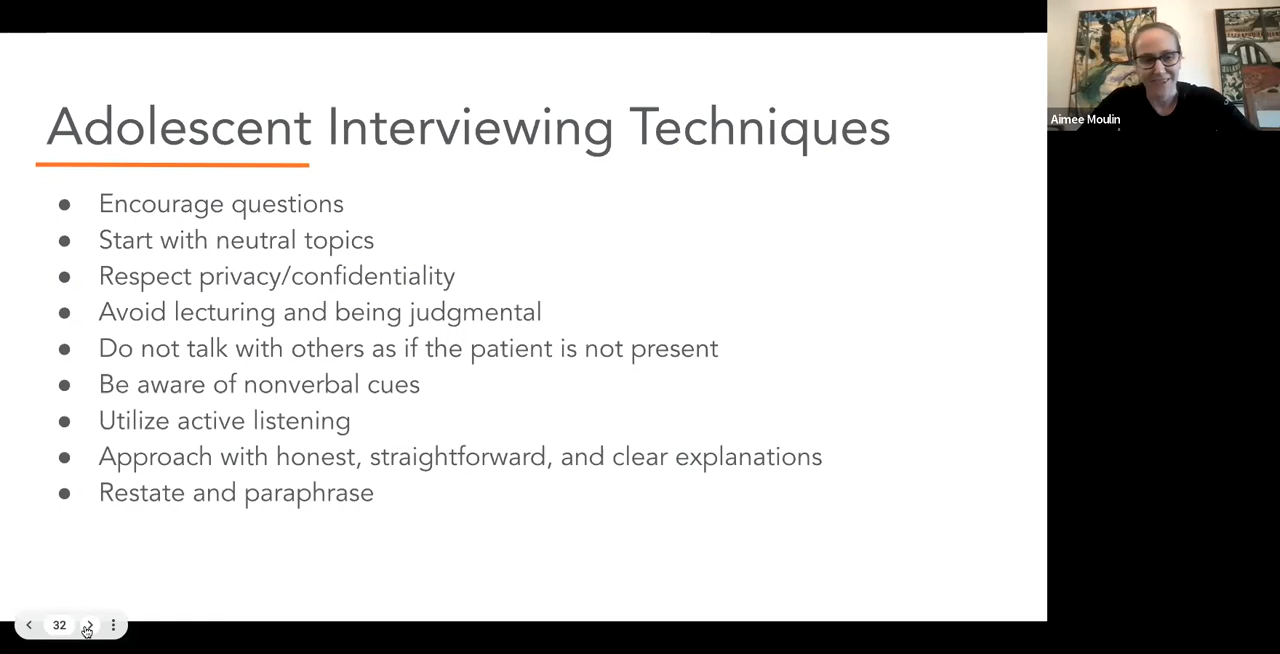 Adolescent Interviewing Techniques
Encourage questions
Start with neutral topics
Respect privacy/confidentiality
Avoid lecturing and being judgmental
Do not talk with others as if the patient is not present
Be aware of nonverbal cues
Utilize active listening
Approach with honest, straightforward, and clear explanations
Restate and paraphrase
Aimee Moulin
32